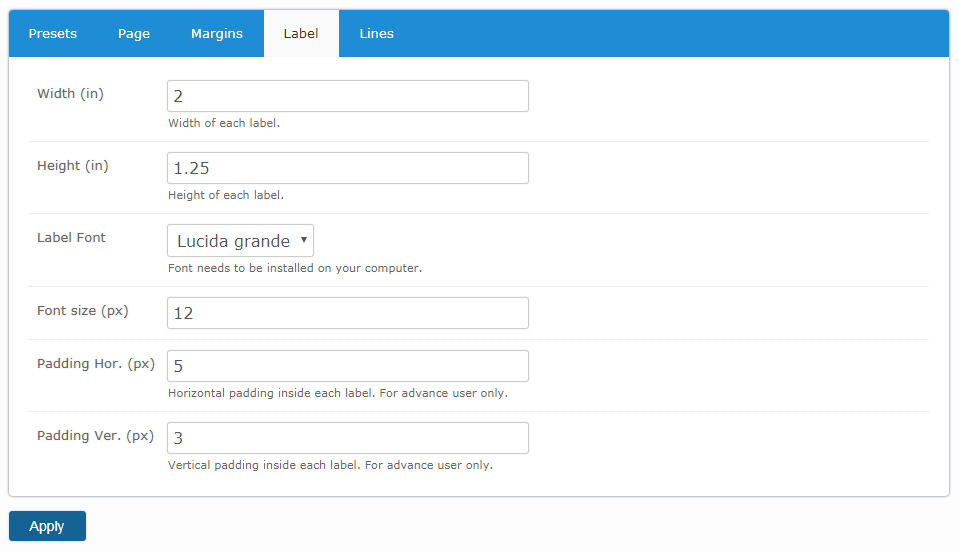 Presets Page Margins Label Lines
Width (in) 2
Width of each label.
Height (in) 1.25
Height of each label.
Label Font Lucida grande
Font needs to be installed on your computer.
Font size (px) 12
Padding Hor. (px) 5
Horizontal padding inside each label. For advance user only.
Padding Ver. (px) 3
Vertical padding inside each label. For advance user only.
Apply